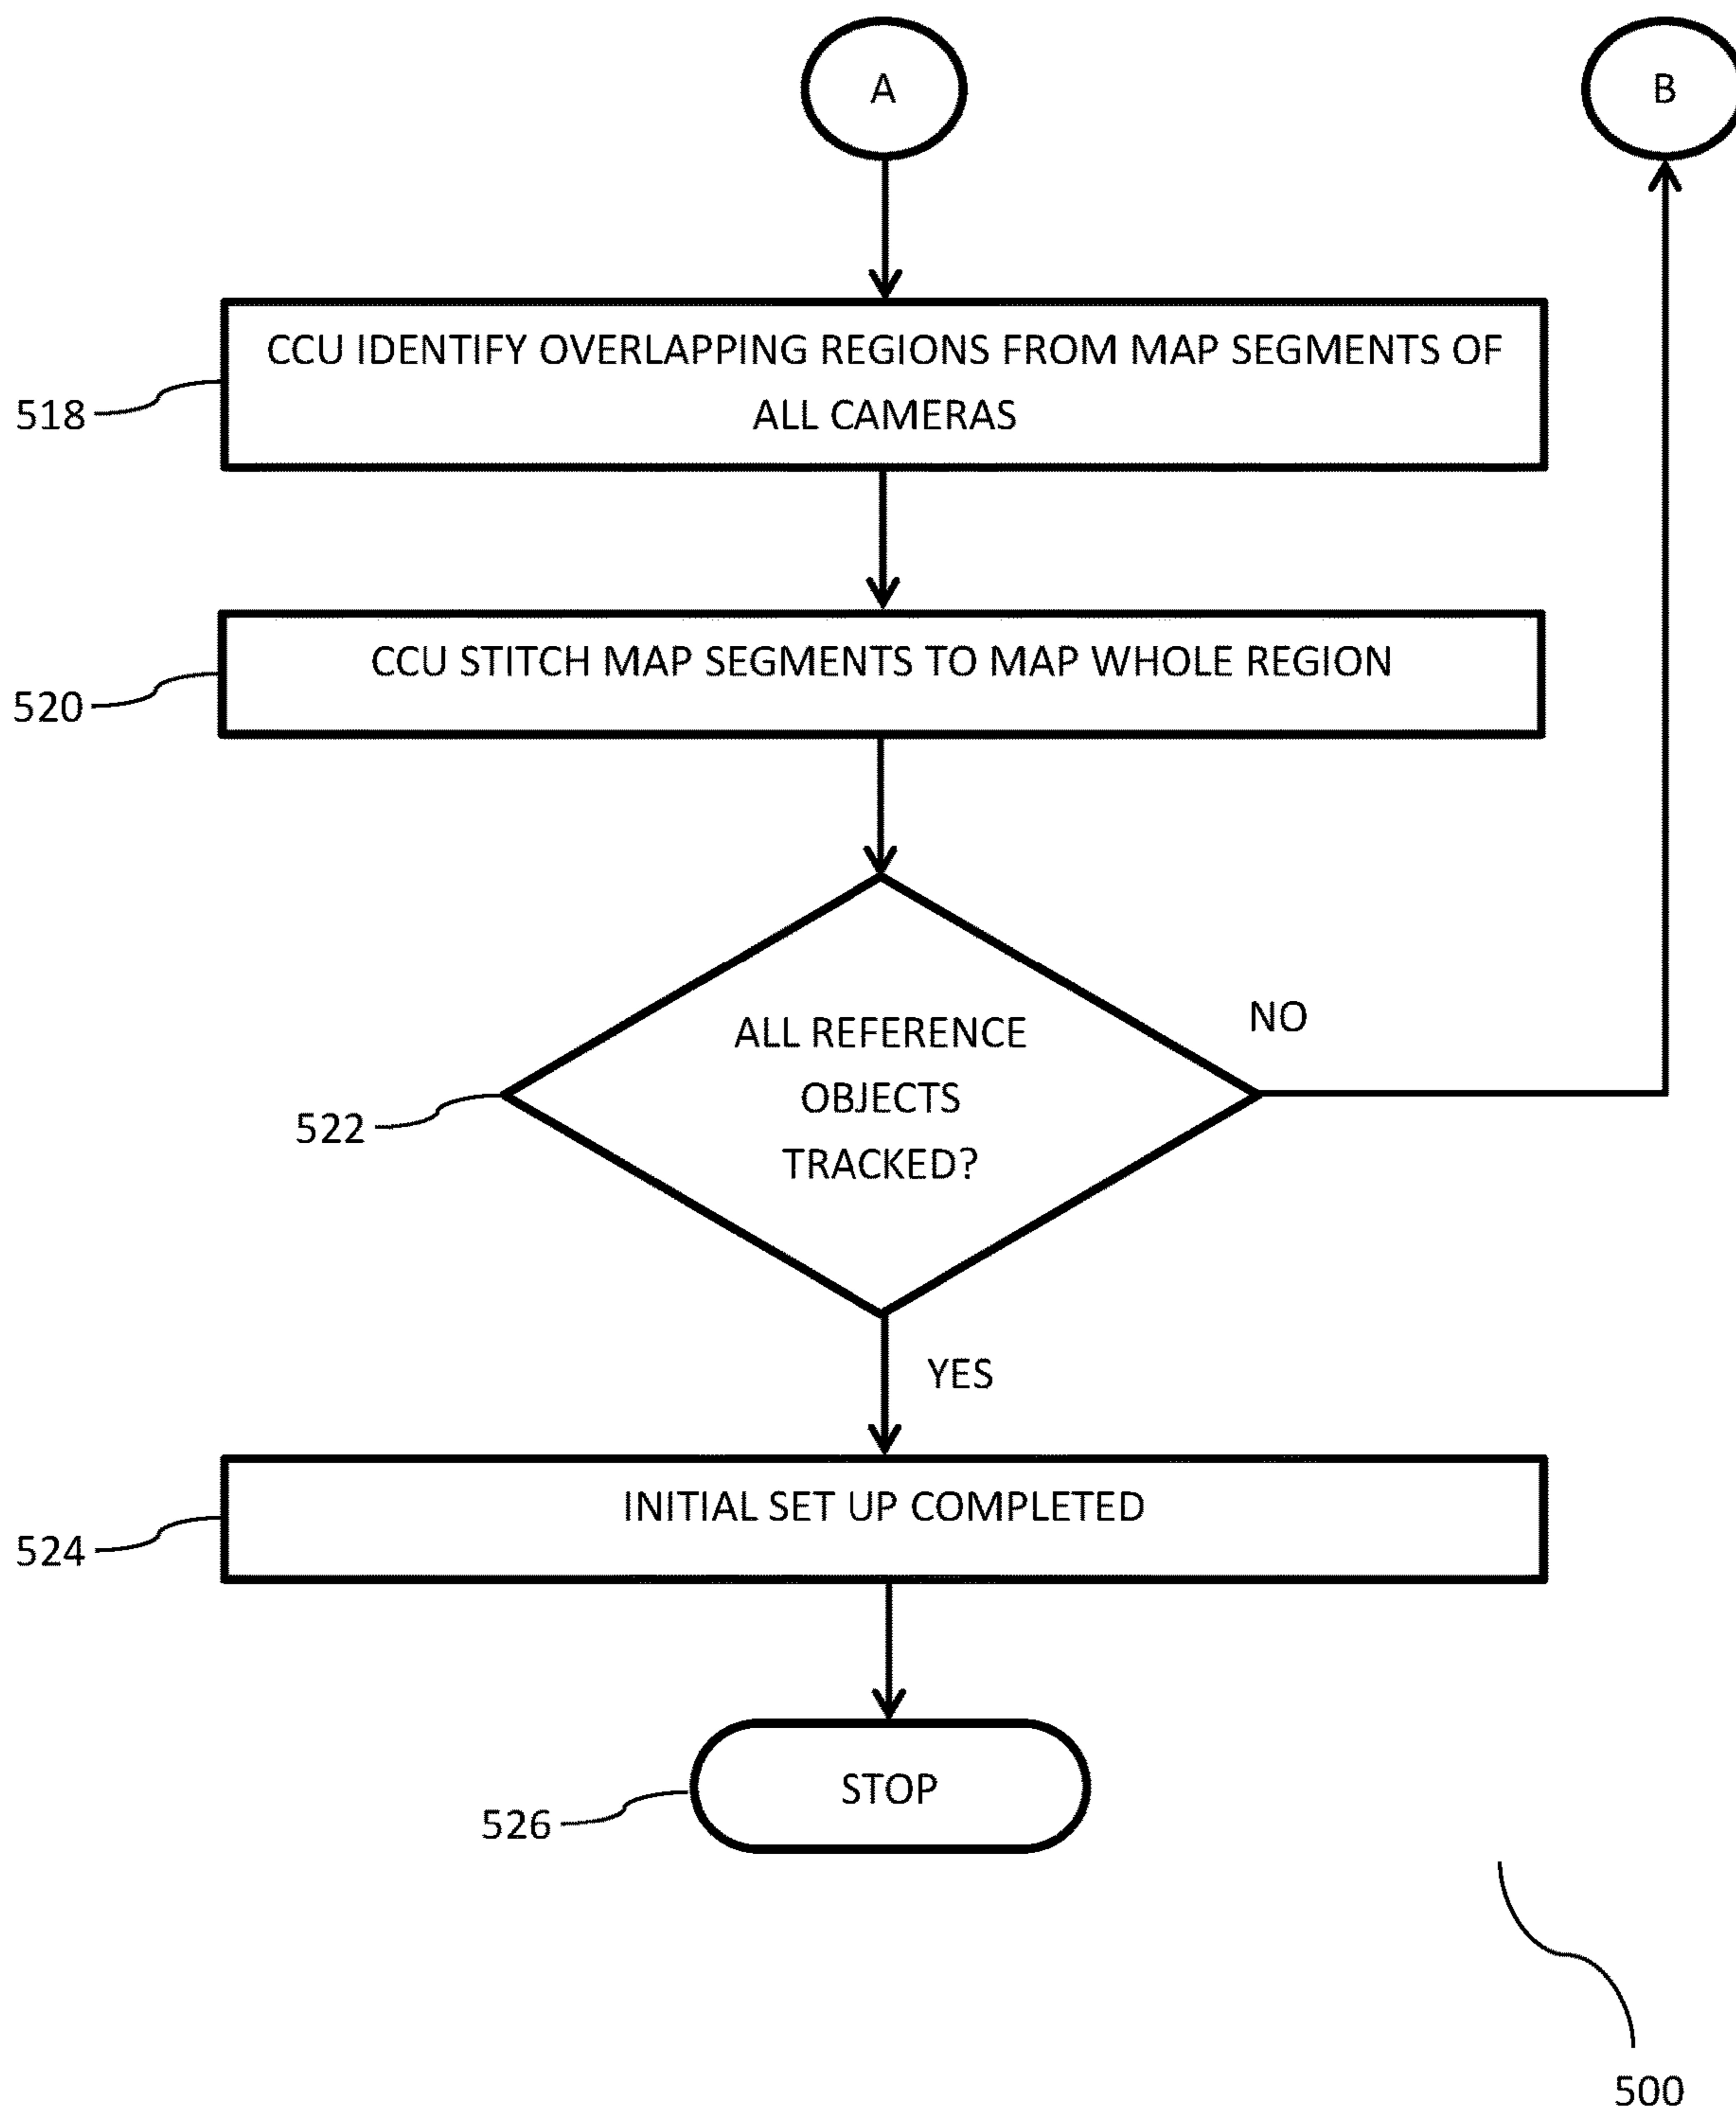 A
B
CCU IDENTIFY OVERLAPPING REGIONS FROM MAP SEGMENTS OF
ALL CAMERAS
518
CCU STITCH MAP SEGMENTS TO MAP WHOLE REGION
520
ALL REFERENCE
OBJECTS
TRACKED?
NO
522
YES
INITIAL SET UP COMPLETED
524
STOP
526
500